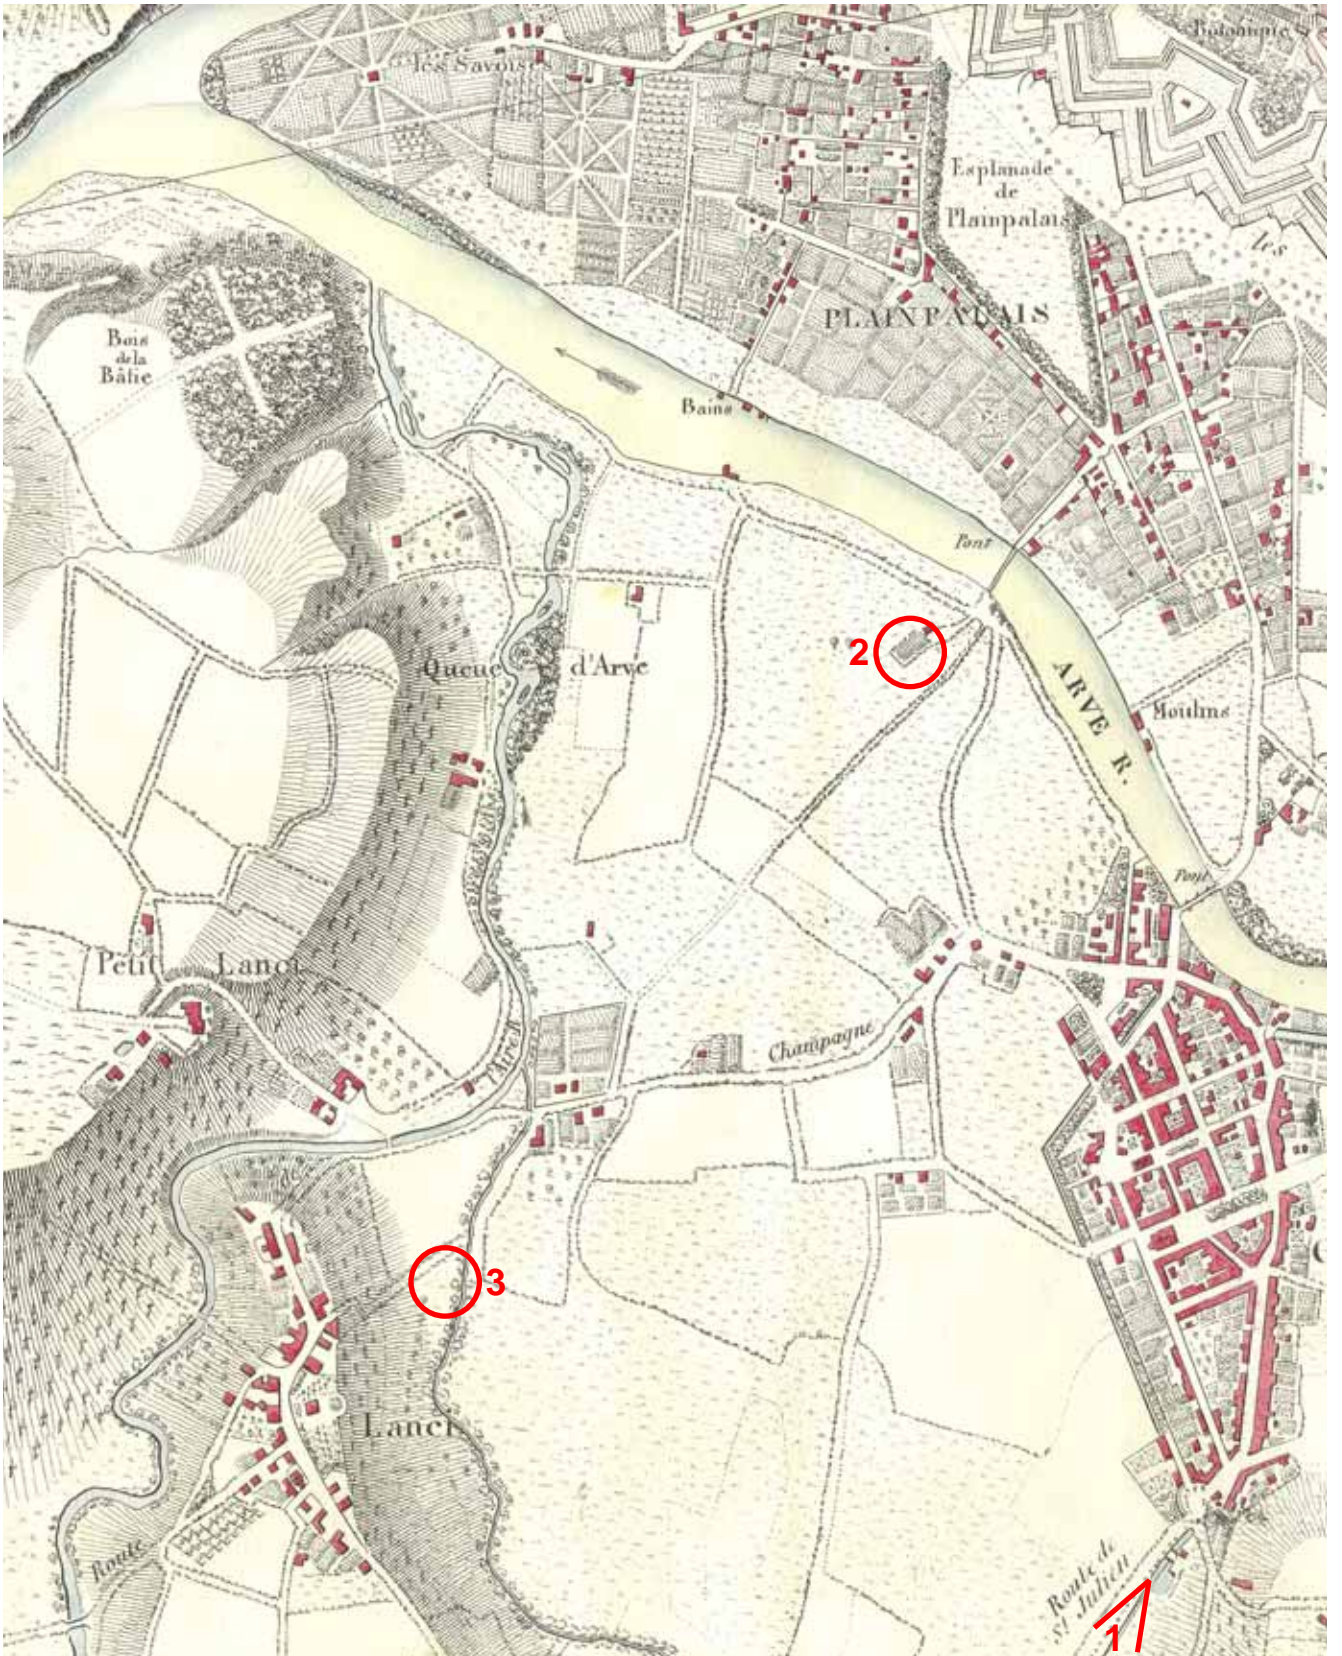 Botanique
les Savoises
Esplanade
de
Plainpalais
les
PLAINPALAIS
Bois
de la
Bâtie
Bains
Pont
2
Queue d'Arve
ARVE R.
Moulins
Pont
Petit Lanci
l'Aire R.
Champagne
3
Lanci
Route
Route de
St Julien
1